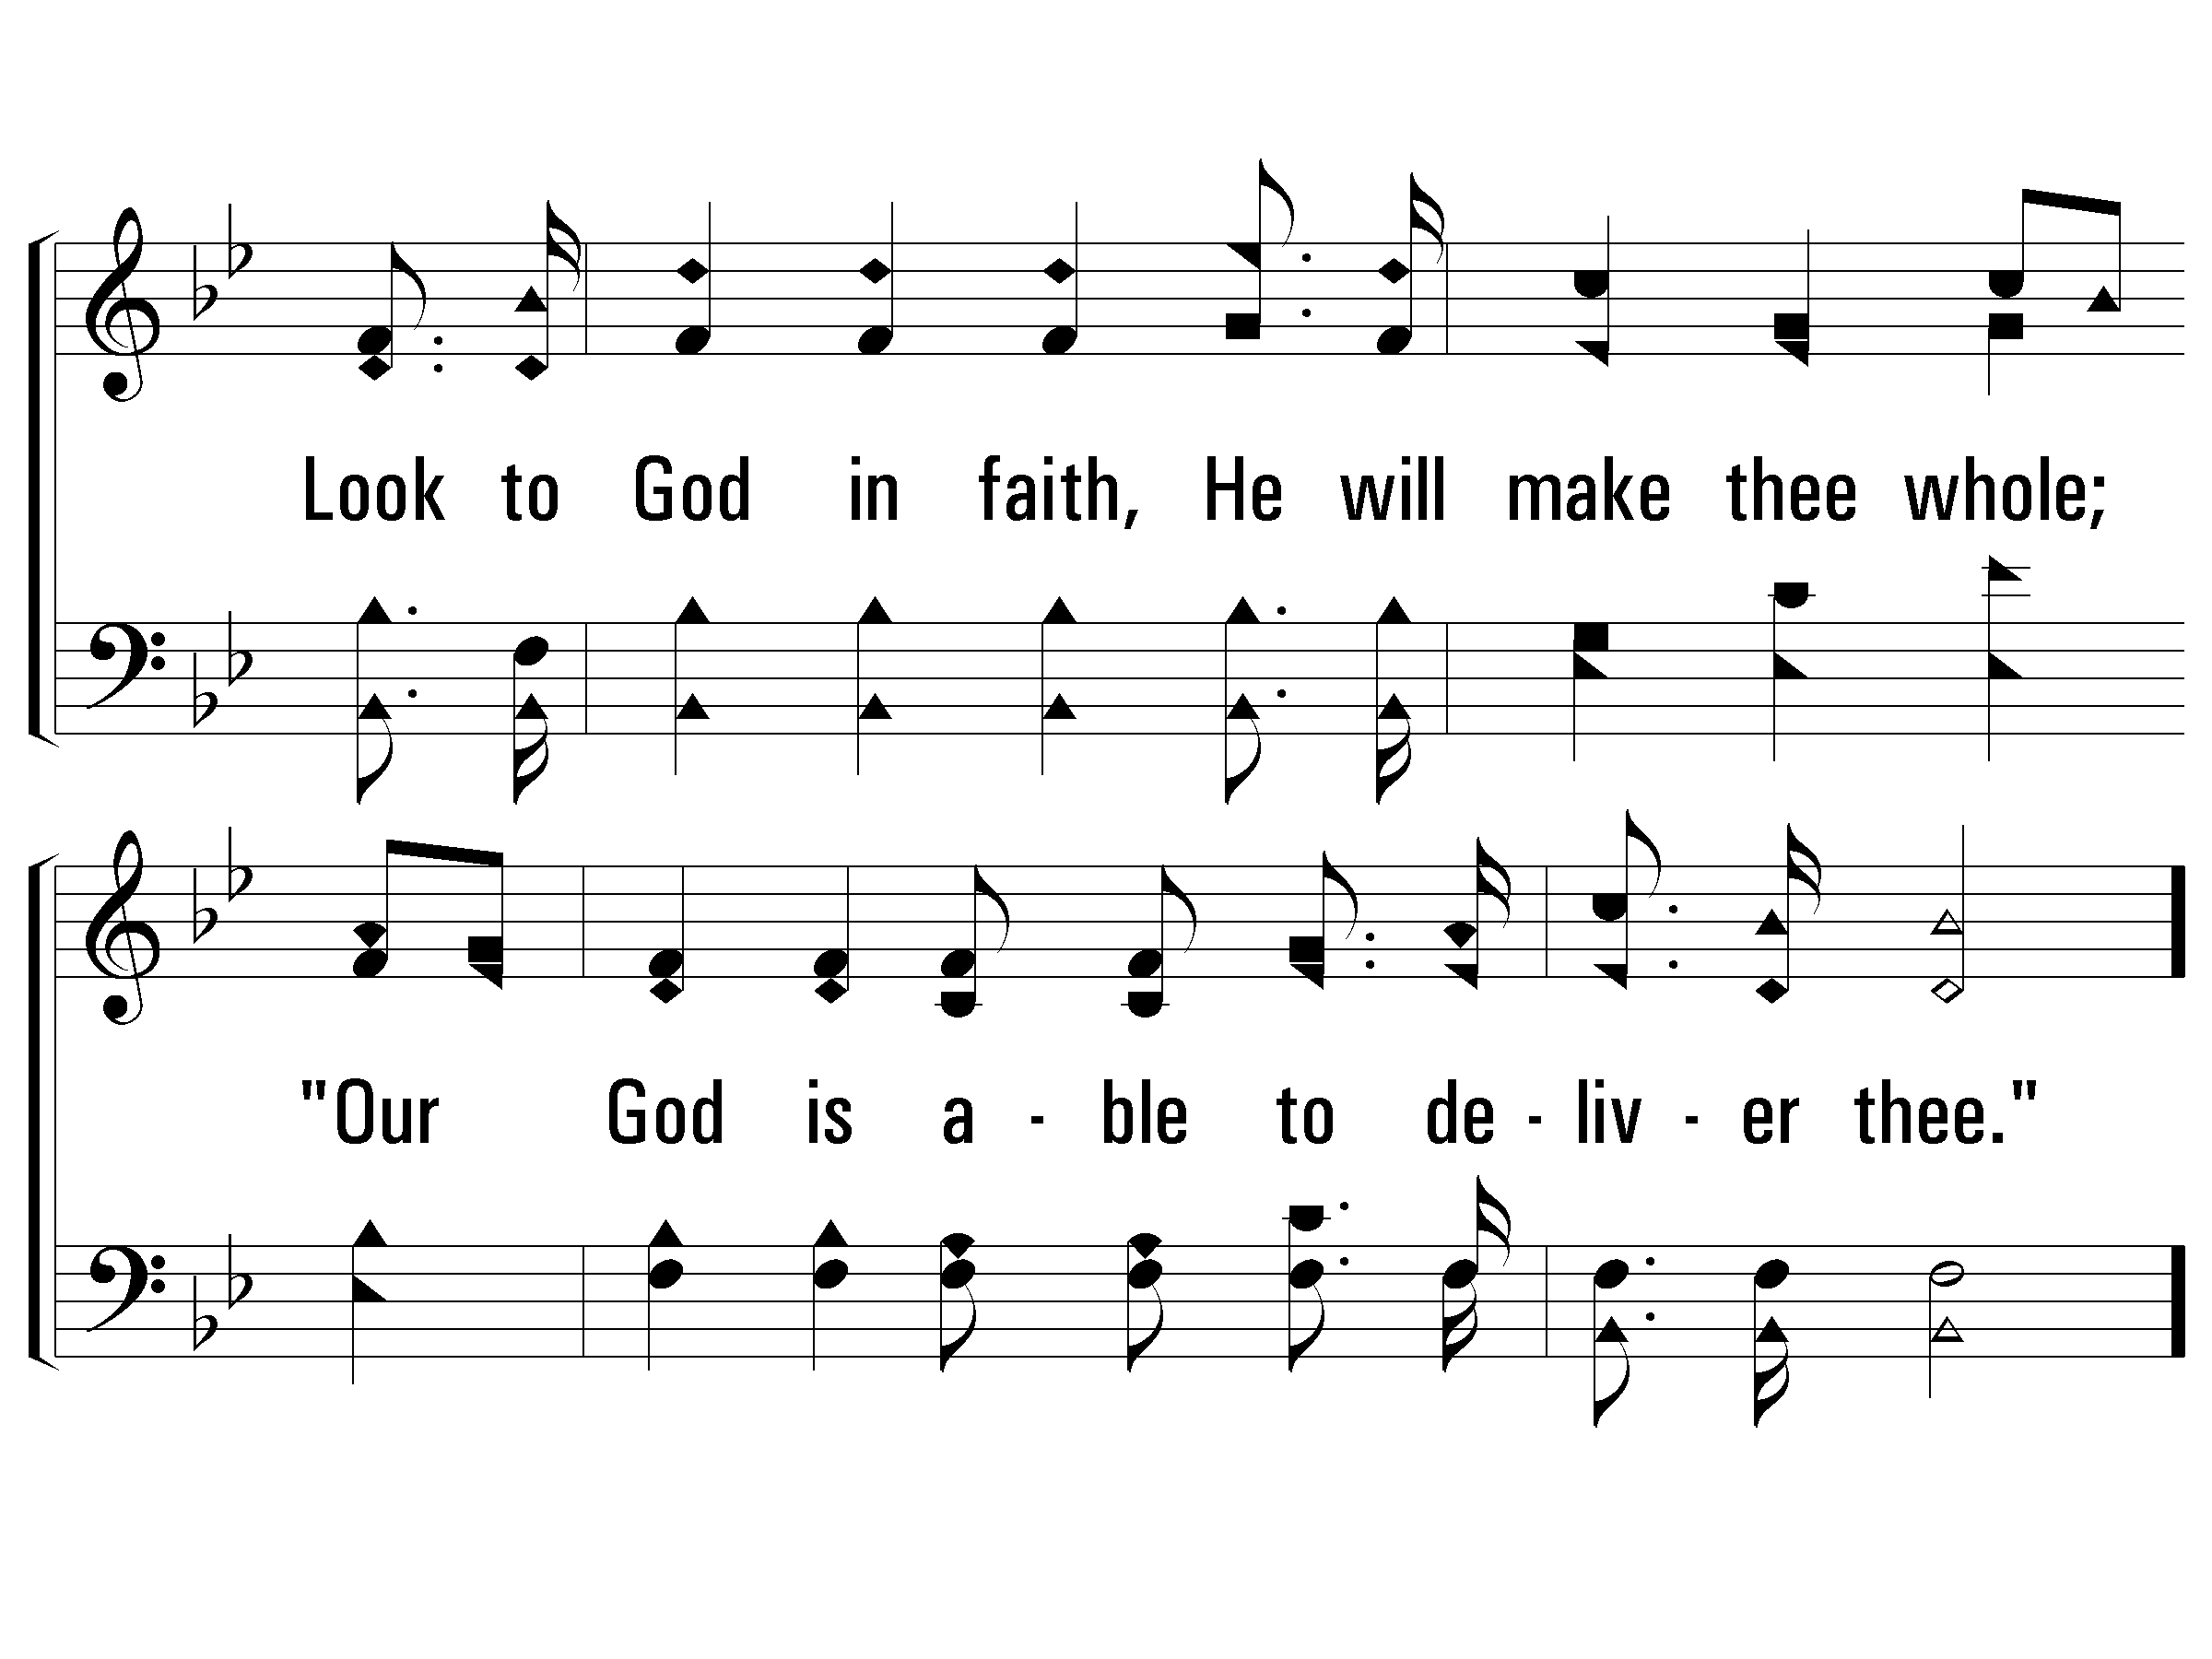 Look to God in faith, He will make thee whole;
"Our God is a - ble to de - liv - er thee."